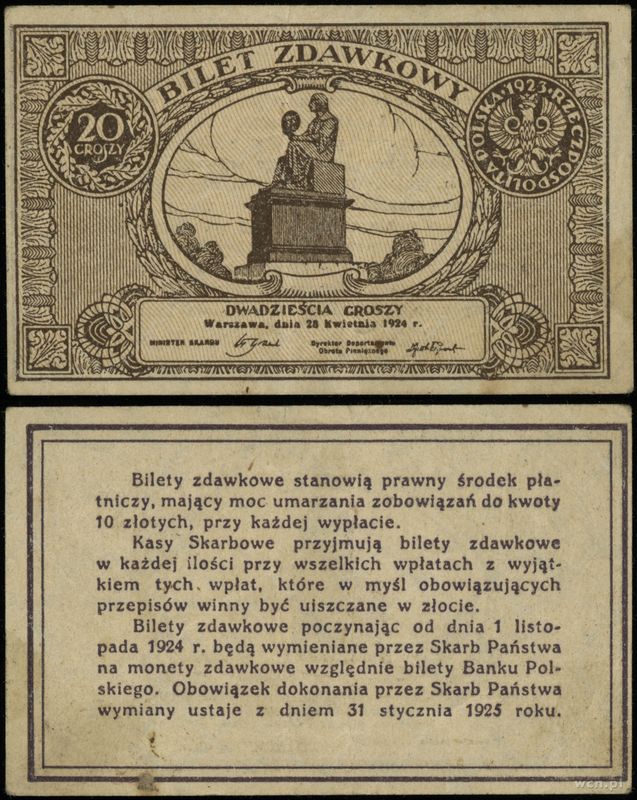 BILET ZDAWKOWY
20
GROSZY
POLSKA·1923·RZECZPOSPOLITA
DWADZIEŚCIA GROSZY
Warszawa, dnia 28 Kwietnia 1924 r.
MINISTER SKARBU
Dyrektor Departamentu
Obrotu Pieniężnego
Bilety zdawkowe stanowią prawny środek pła-
tniczy, mający moc umarzania zobowiązań do kwoty
10 złotych, przy każdej wypłacie.
Kasy Skarbowe przyjmują bilety zdawkowe
w każdej ilości przy wszelkich wpłatach z wyjąt-
kiem tych wpłat, które w myśl obowiązujących
przepisów winny być uiszczane w złocie.
Bilety zdawkowe poczynając od dnia 1 listo-
pada 1924 r. będą wymieniane przez Skarb Państwa
na monety zdawkowe względnie bilety Banku Pol-
skiego. Obowiązek dokonania przez Skarb Państwa
wymiany ustaje z dniem 31 stycznia 1925 roku.
wcn.pl